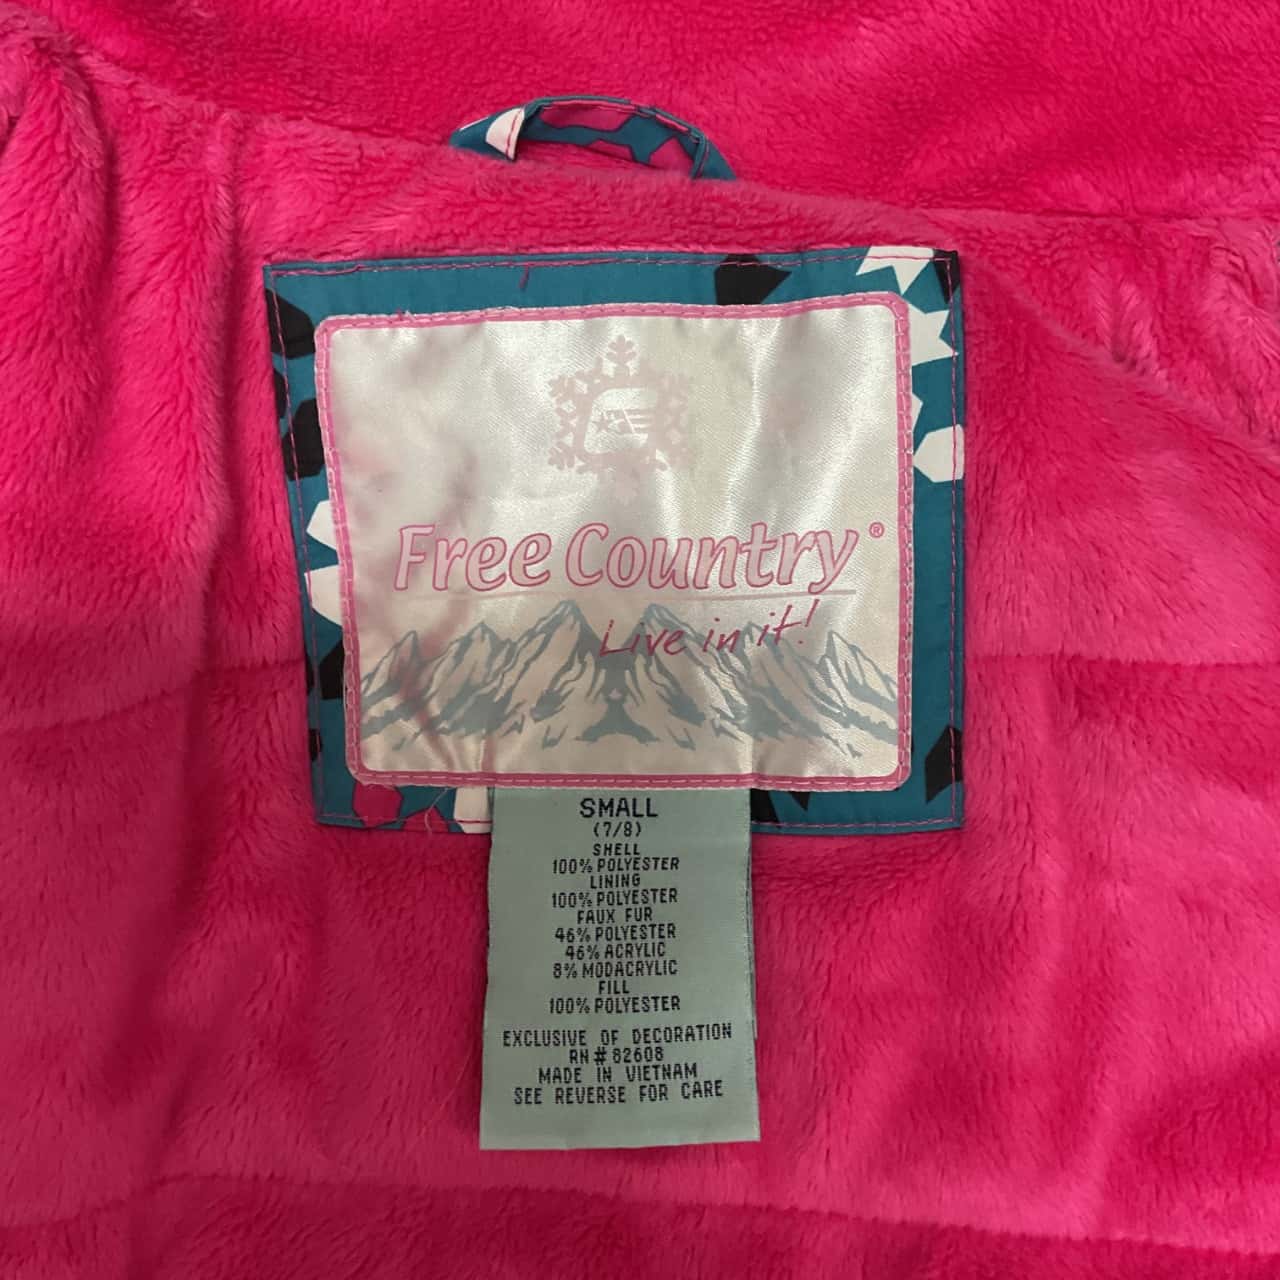 Free Country®
Live in it!
SMALL
(7/8)
SHELL
100% POLYESTER
LINING
100% POLYESTER
FAUX FUR
46% POLYESTER
46% ACRYLIC
8% MODACRYLIC
FILL
100% POLYESTER
EXCLUSIVE OF DECORATION
RN# 82608
MADE IN VIETNAM
SEE REVERSE FOR CARE